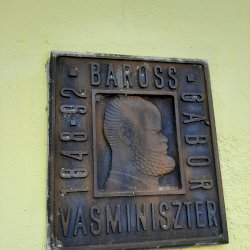 1848-92
BAROSS
GÁBOR
VASMINISZTER